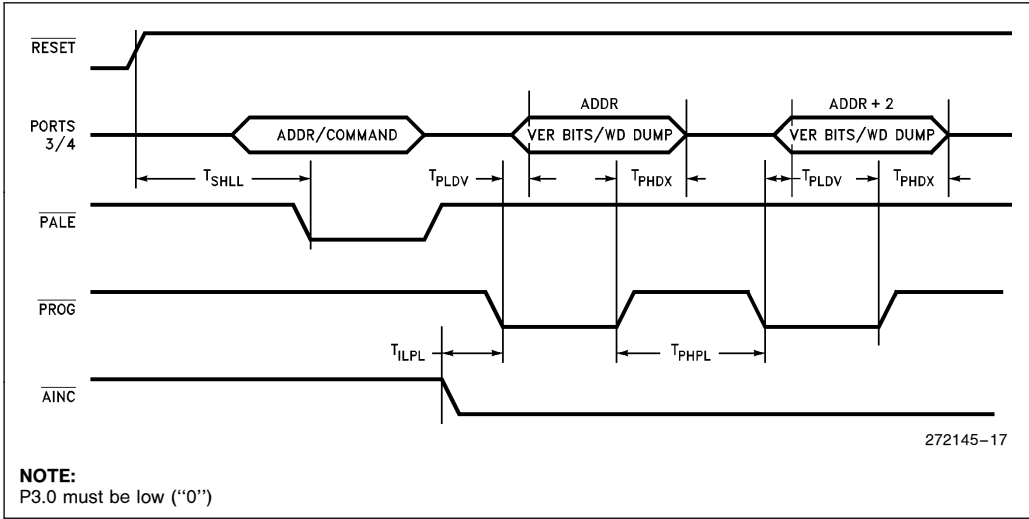 RESET
PORTS
3/4
ADDR/COMMAND
ADDR
VER BITS/WD DUMP
ADDR + 2
VER BITS/WD DUMP
TSHLL
TPLDV
TPHDX
TPLDV
TPHDX
PALE
PROG
TILPL
TPHPL
AINC
272145–17
NOTE:
P3.0 must be low (‘‘0’’)